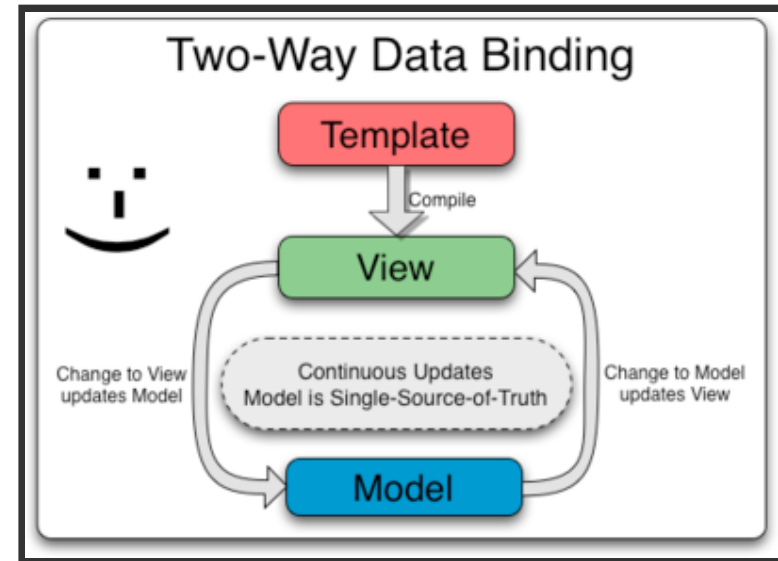 Two-Way Data Binding
Template
Compile
View
Change to View
updates Model
Continuous Updates
Model is Single-Source-of-Truth
Change to Model
updates View
Model